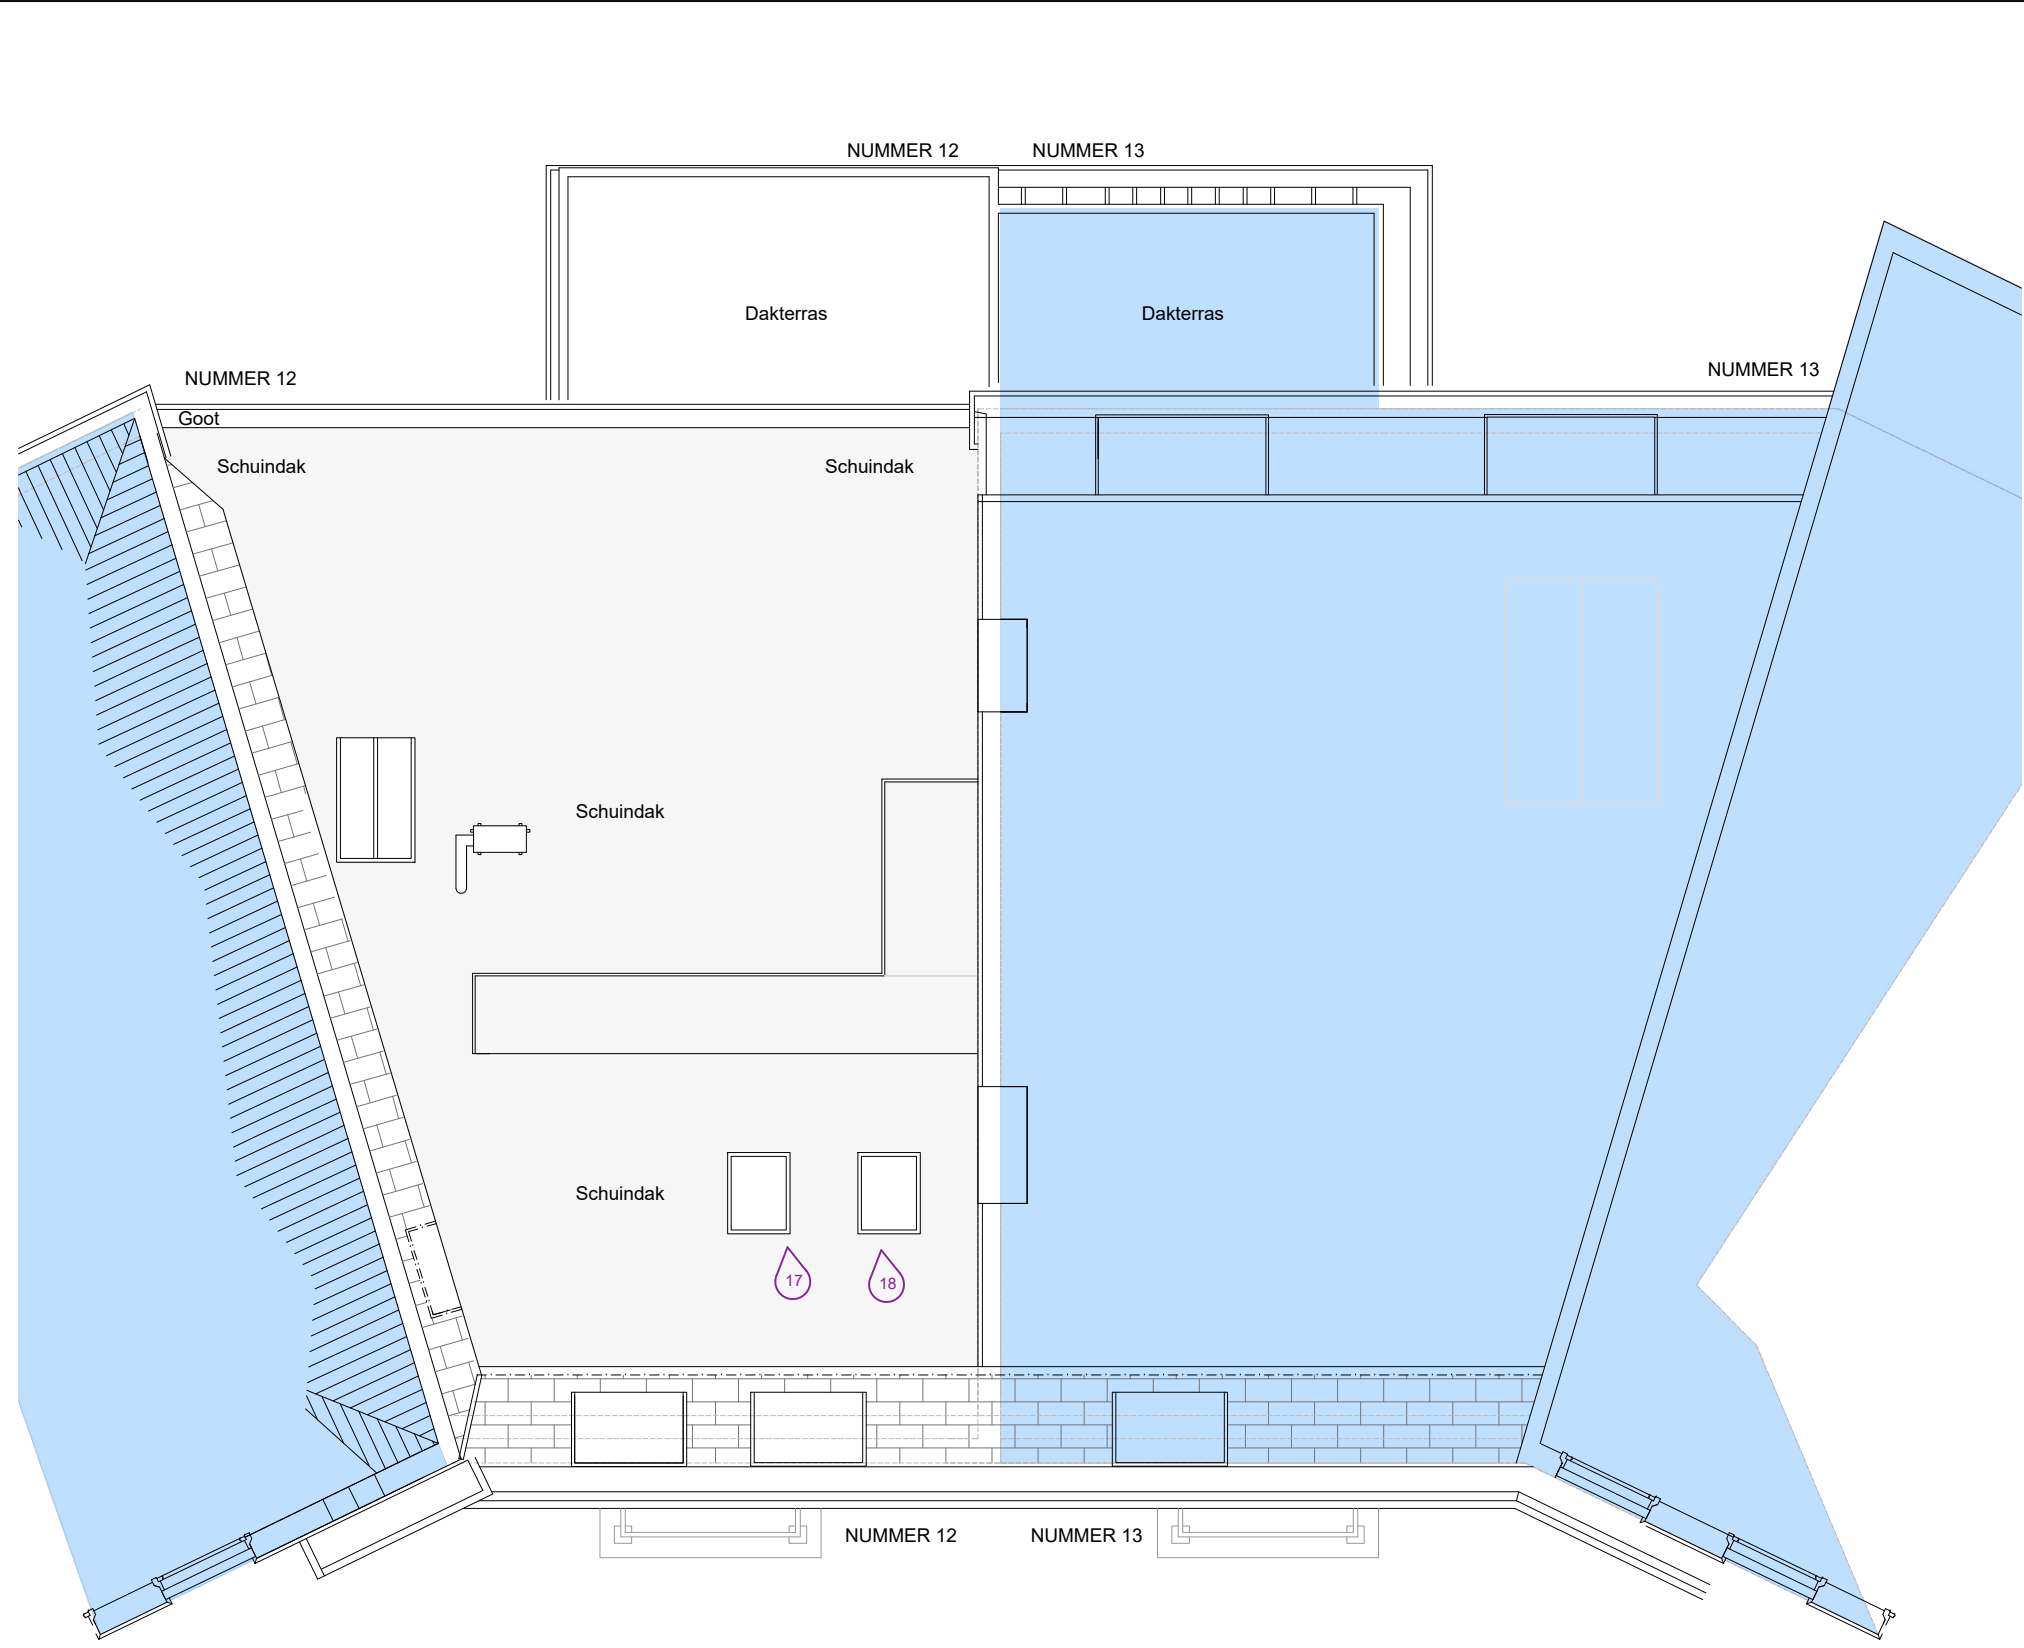 NUMMER 12
NUMMER 13
Dakterras
Dakterras
NUMMER 13
NUMMER 12
Goot
Schuindak
Schuindak
Schuindak
Schuindak
17
18
NUMMER 12
NUMMER 13